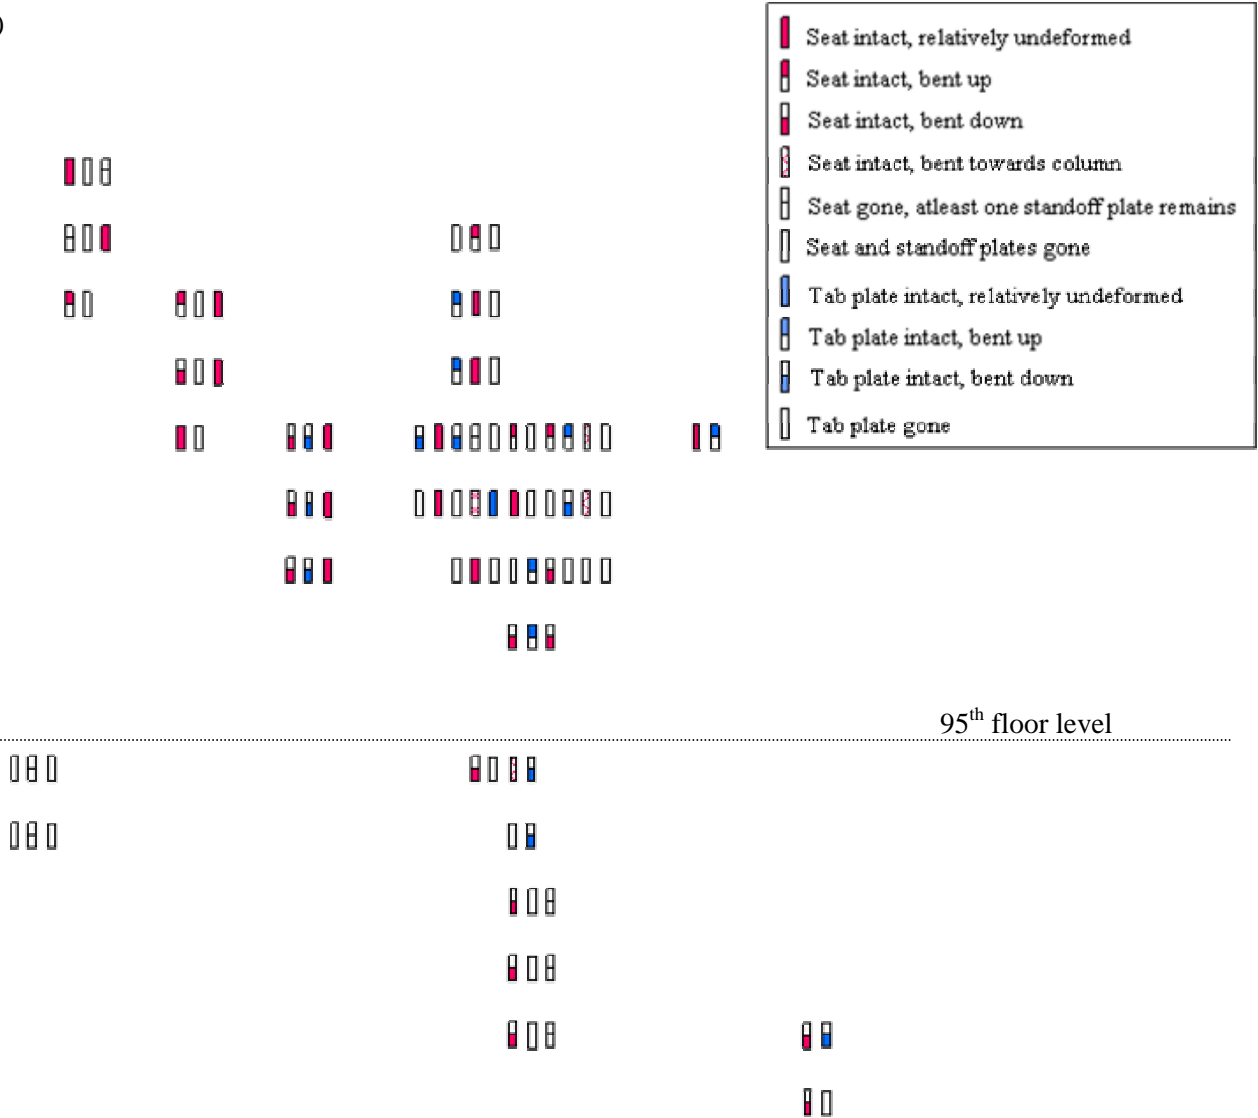 )
Seat intact, relatively undeformed
Seat intact, bent up
Seat intact, bent down
Seat intact, bent towards column
Seat gone, atleast one standoff plate remains
Seat and standoff plates gone
Tab plate intact, relatively undeformed
Tab plate intact, bent up
Tab plate intact, bent down
Tab plate gone
95th floor level